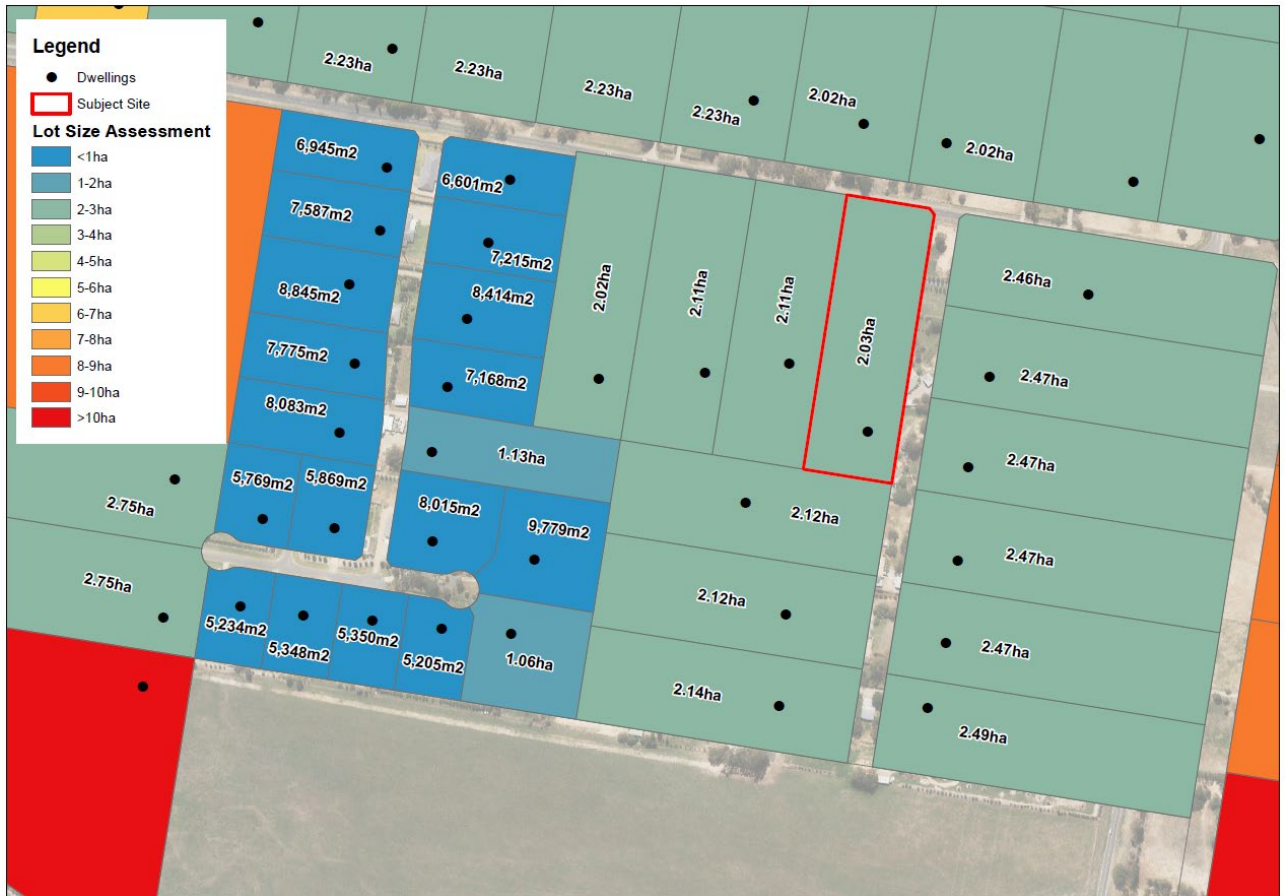 Legend
Dwellings
Subject Site
Lot Size Assessment
<1ha
1-2ha
2-3ha
3-4ha
4-5ha
5-6ha
6-7ha
7-8ha
8-9ha
9-10ha
>10ha
2.23ha
2.23ha
2.23ha
2.23ha
2.02ha
2.02ha
6,945m2
6,601m2
7,587m2
7,215m2
8,845m2
8,414m2
7,775m2
7,168m2
8,083m2
2.02ha
2.11ha
2.11ha
2.03ha
2.46ha
2.47ha
2.47ha
2.47ha
2.47ha
2.49ha
1.13ha
5,769m2
5,869m2
8,015m2
9,779m2
2.12ha
2.12ha
2.14ha
2.75ha
2.75ha
5,234m2
5,348m2
5,350m2
5,205m2
1.06ha